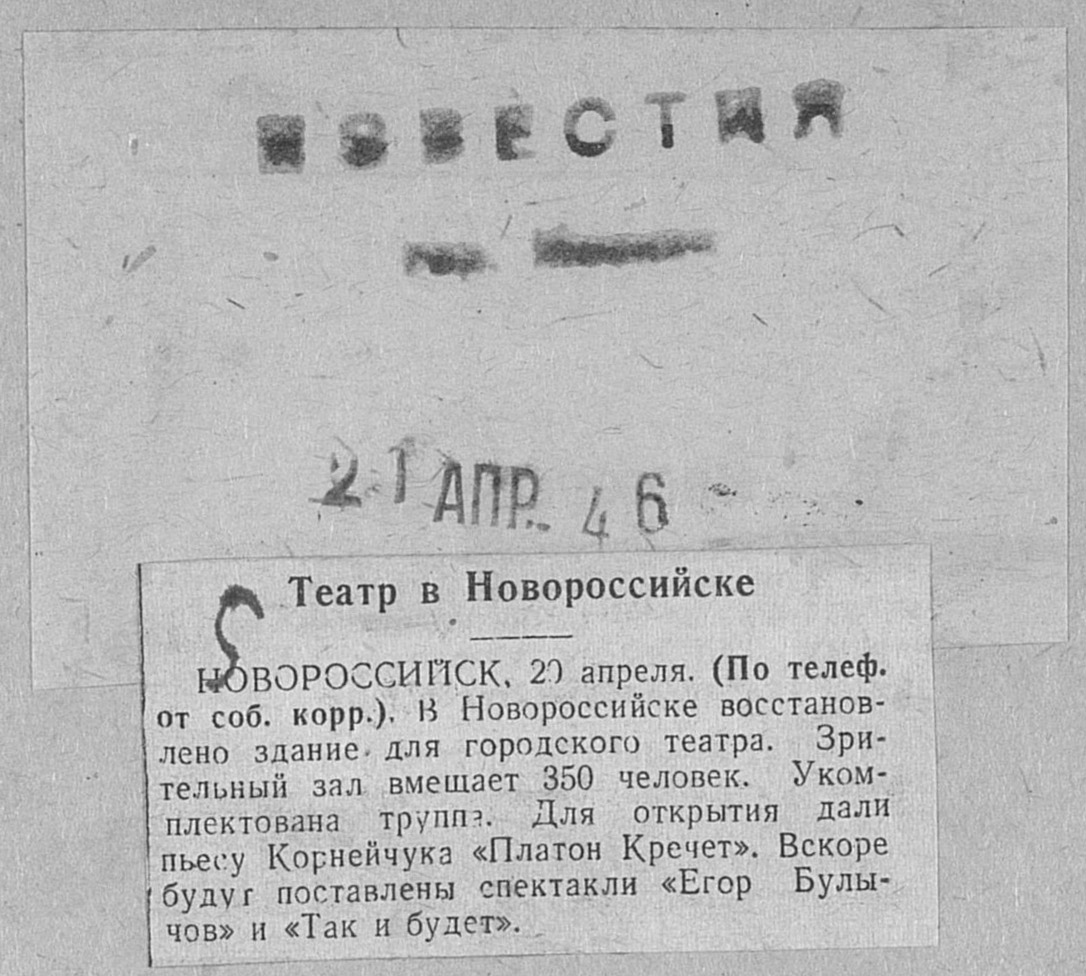 ИЗВЕСТИЯ
21 АПР. 46
Театр в Новороссийске
НОВОРОССИЙСК, 20 апреля. (По телеф.
от соб. корр.). В Новороссийске восстанов-
лено здание для городского театра. Зри-
тельный зал вмещает 350 человек. Уком-
плектована труппа. Для открытия дали
пьесу Корнейчука «Платон Кречет». Вскоре
будут поставлены спектакли «Егор Булы-
чов» и «Так и будет».